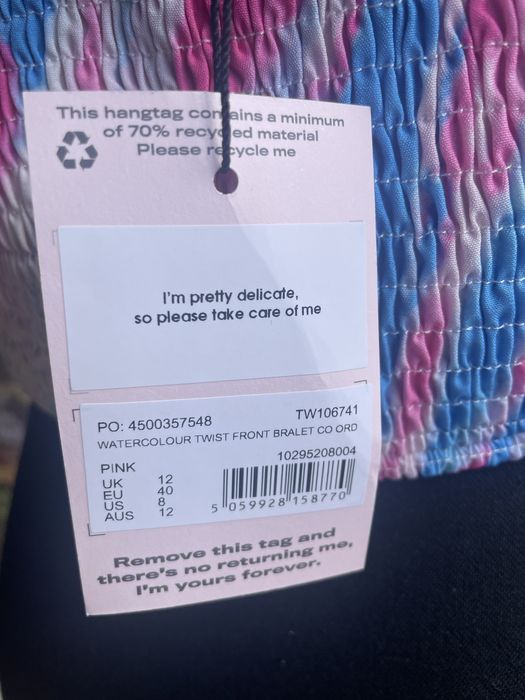 This hangtag contains a minimum
of 70% recycled material
Please recycle me
I'm pretty delicate,
so please take care of me
PO: 4500357548 TW106741
WATERCOLOUR TWIST FRONT BRALET CO ORD
10295208004
PINK
UK 12
EU 40
US 8
AUS 12
5 059928 158770
Remove this tag and
there's no returning me,
I'm yours forever.